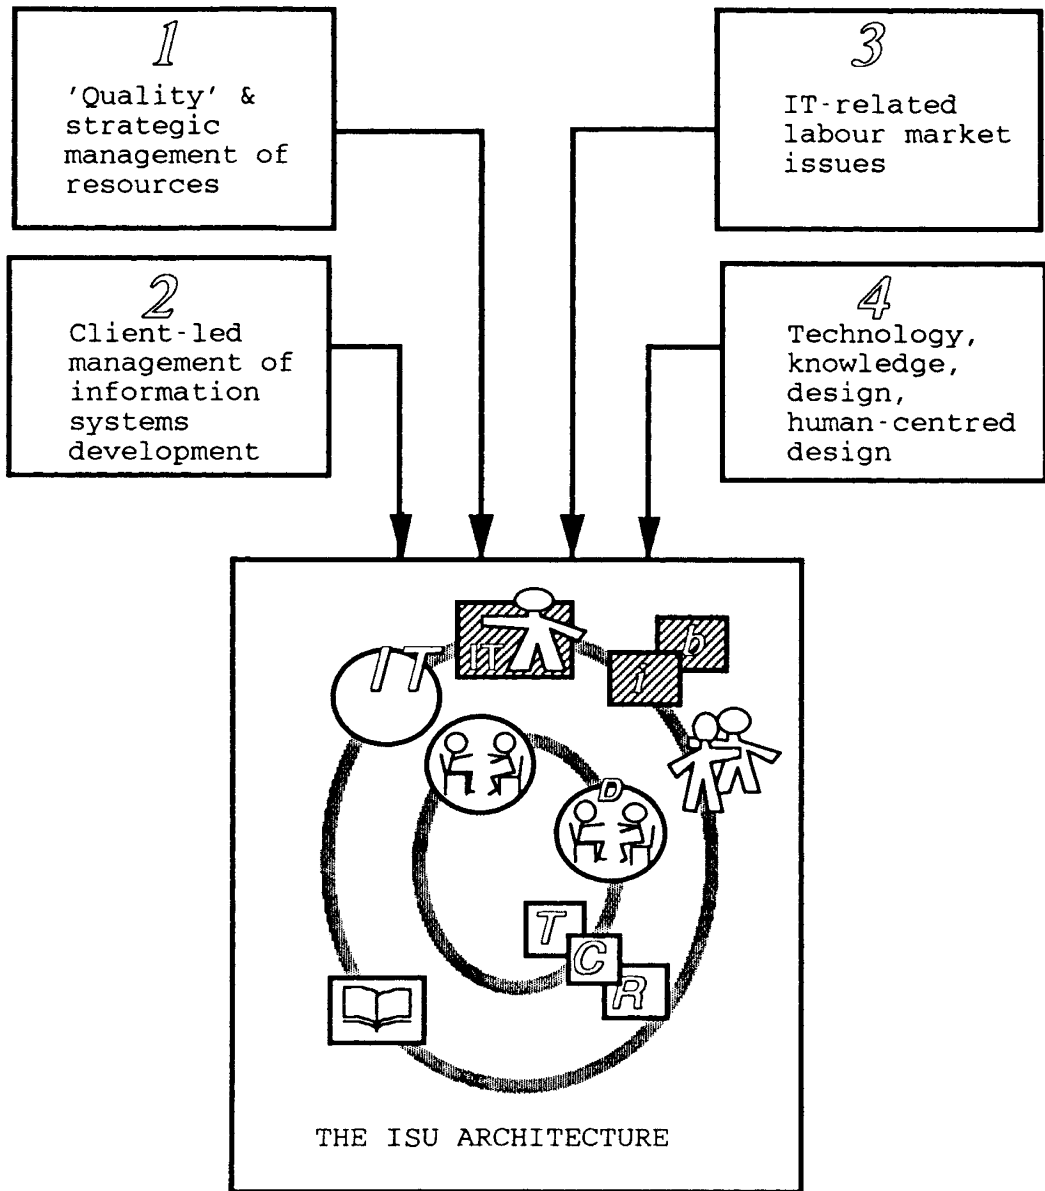 1
'Quality' &
strategic
management of
resources
2
Client-led
management of
information
systems
development
3
IT-related
labour market
issues
4
Technology,
knowledge,
design,
human-centred
design
IT
IT
b
i
D
T
C
R
THE ISU ARCHITECTURE